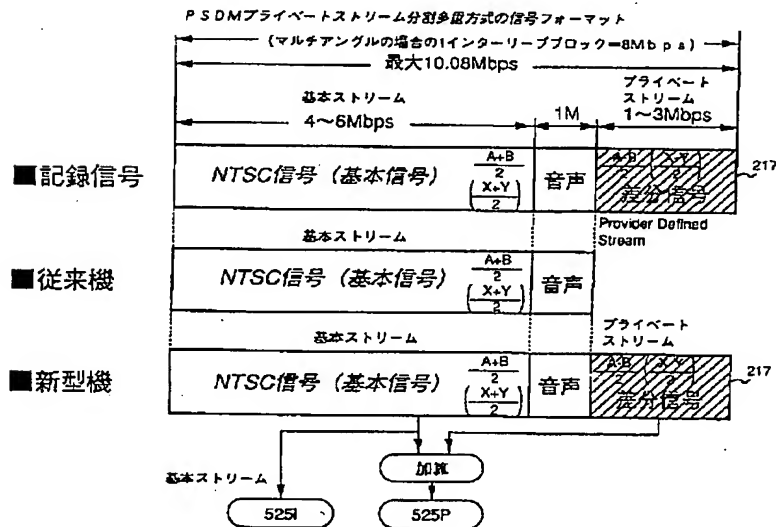 PSDMプライベートストリーム分割多重方式の信号フォーマット
(マルチアングルの場合の1インターリーブブロック=8Mbps)
最大10.08Mbps
基本ストリーム
4〜6Mbps
1M
プライベート
ストリーム
1〜3Mbps
■記録信号
NTSC信号(基本信号)
A+B
2
(X+Y
2)
音声
A-B
2
(X-Y
2)
差分信号
217
Provider Defined
Stream
基本ストリーム
■従来機
NTSC信号(基本信号)
A+B
2
(X+Y
2)
音声
基本ストリーム
プライベート
ストリーム
■新型機
NTSC信号(基本信号)
A+B
2
(X+Y
2)
音声
A-B
2
(X-Y
2)
差分信号
217
基本ストリーム
加算
525I
525P